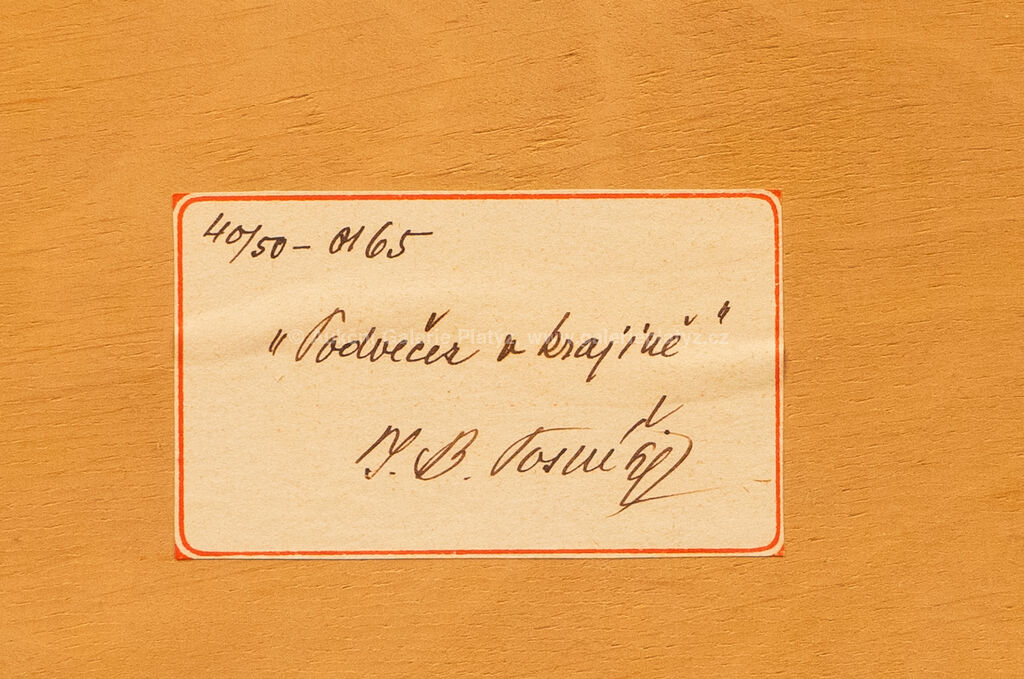 40/50 – 0165
„Podvečer v krajině"
J. B.